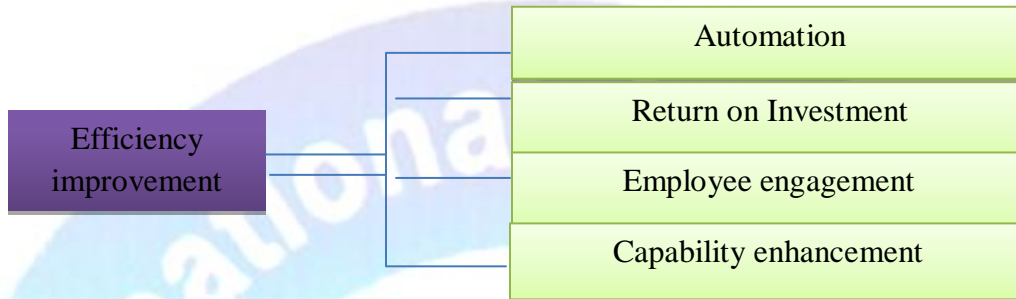 Automation
Return on Investment
Efficiency
improvement
Employee engagement
Capability enhancement